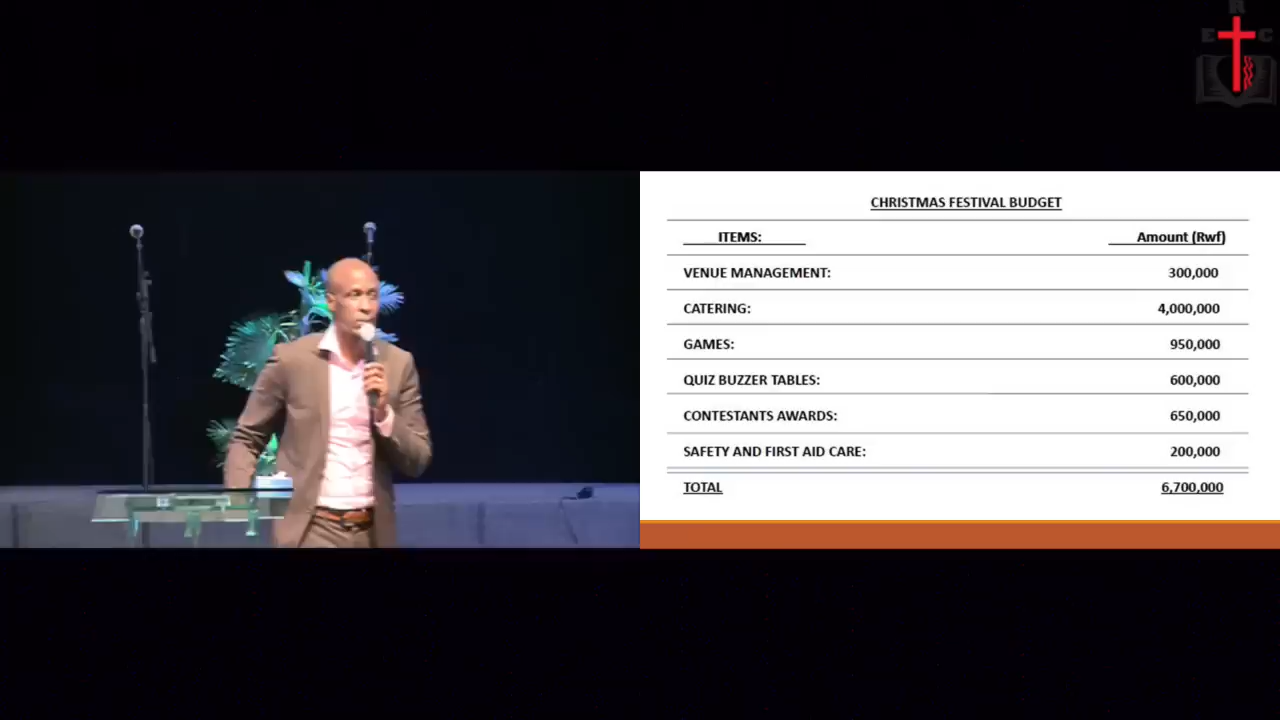 R
E C
CHRISTMAS FESTIVAL BUDGET
ITEMS: Amount (Rwf)
VENUE MANAGEMENT: 300,000
CATERING: 4,000,000
GAMES: 950,000
QUIZ BUZZER TABLES: 600,000
CONTESTANTS AWARDS: 650,000
SAFETY AND FIRST AID CARE: 200,000
TOTAL 6,700,000